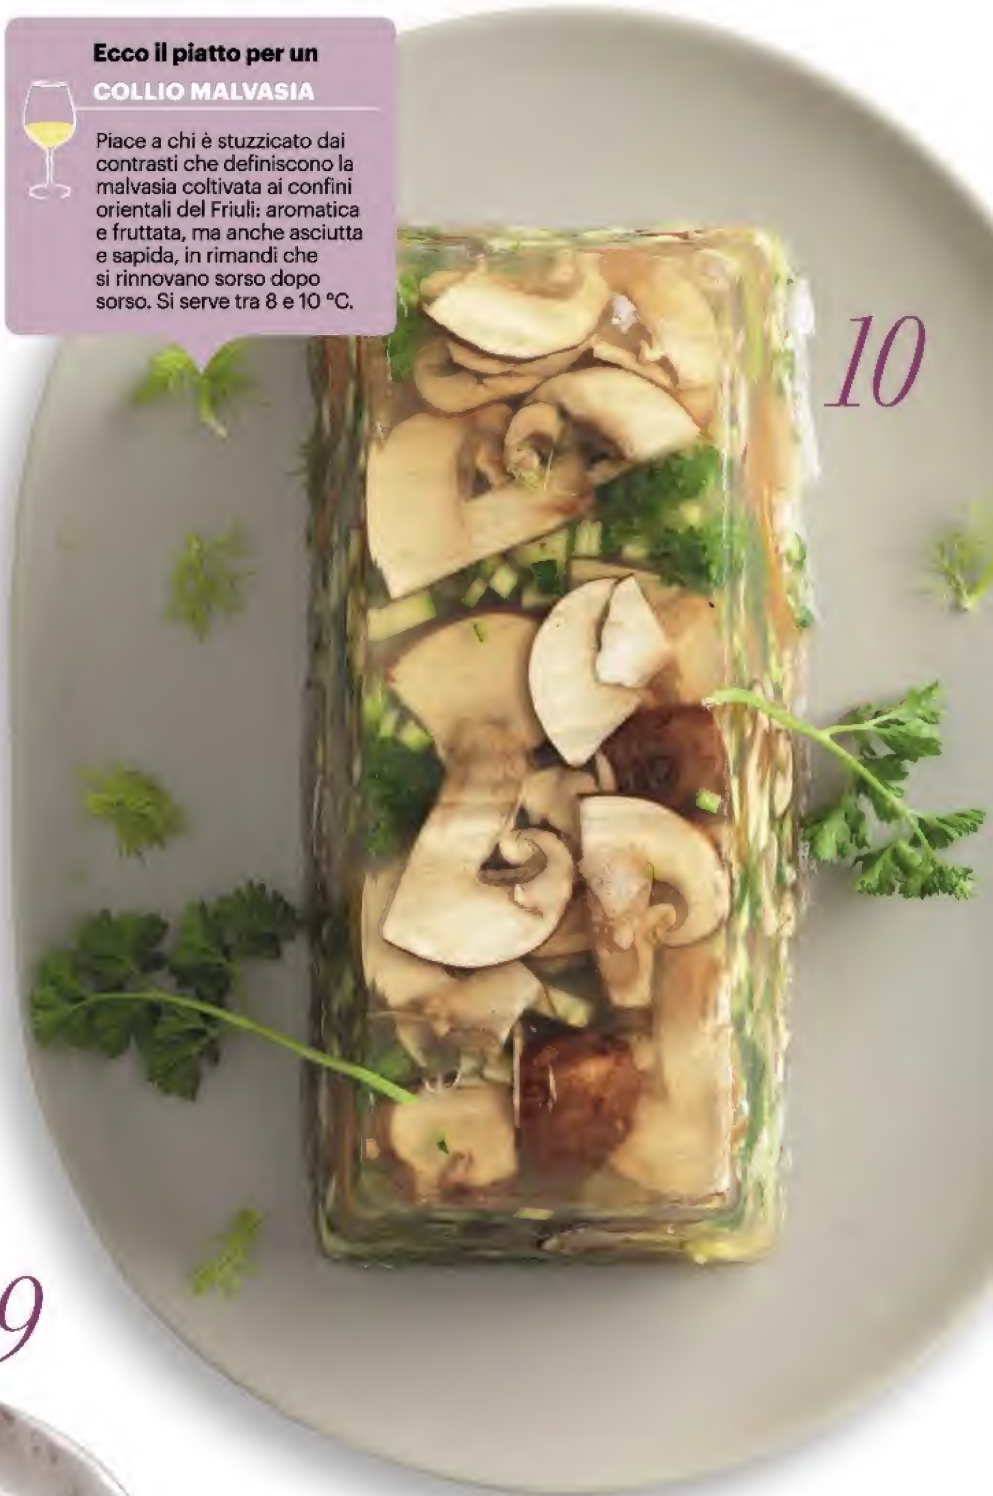 Ecco il piatto per un
COLLIO MALVASIA
Piace a chi è stuzzicato dai
contrasti che definiscono la
malvasia coltivata ai confini
orientali del Friuli: aromatica
e fruttata, ma anche asciutta
e sapida, in rimandi che
si rinnovano sorso dopo
sorso. Si serve tra 8 e 10 °C.
10
9